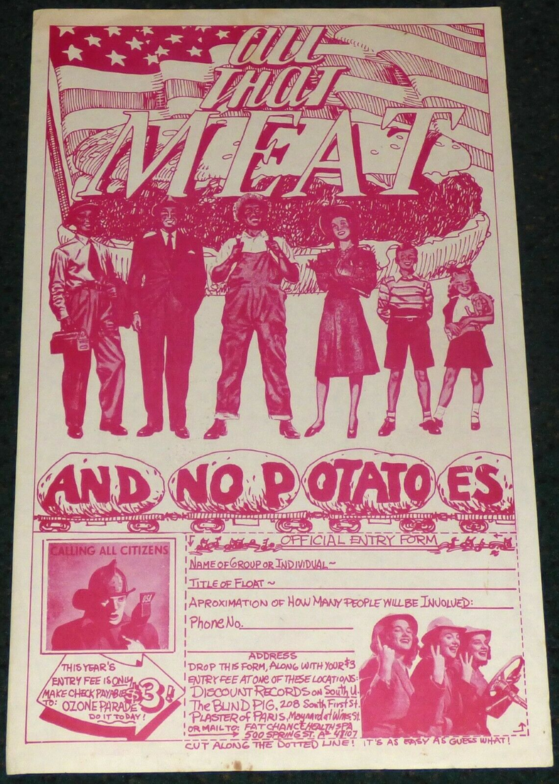 all
that
MEAT
AND NO POTATOES
CALLING ALL CITIZENS
OFFICIAL ENTRY FORM
NAME OF GROUP OR INDIVIDUAL~
TITLE OF FLOAT~
APROXIMATION OF HOW MANY PEOPLE WILL BE INVOLVED:
Phone No.
THIS YEAR'S
ENTRY FEE IS ONLY
MAKE CHECK PAYABLE
TO: OZONE PARADE
DO IT TODAY!
$3!
ADDRESS
DROP THIS FORM, ALONG WITH YOUR $3
ENTRY FEE AT ONE OF THESE LOCATIONS:
DISCOUNT RECORDS ON South U.
THE BLIND PIG, 208 South First St.
PLASTER of PARIS, Maynard at Wms. St.
OR MAIL TO: FAT CHANCE HEALTH SPA
500 SPRING ST. A² 48107
CUT ALONG THE DOTTED LINE! IT'S AS EASY AS GUESS WHAT!